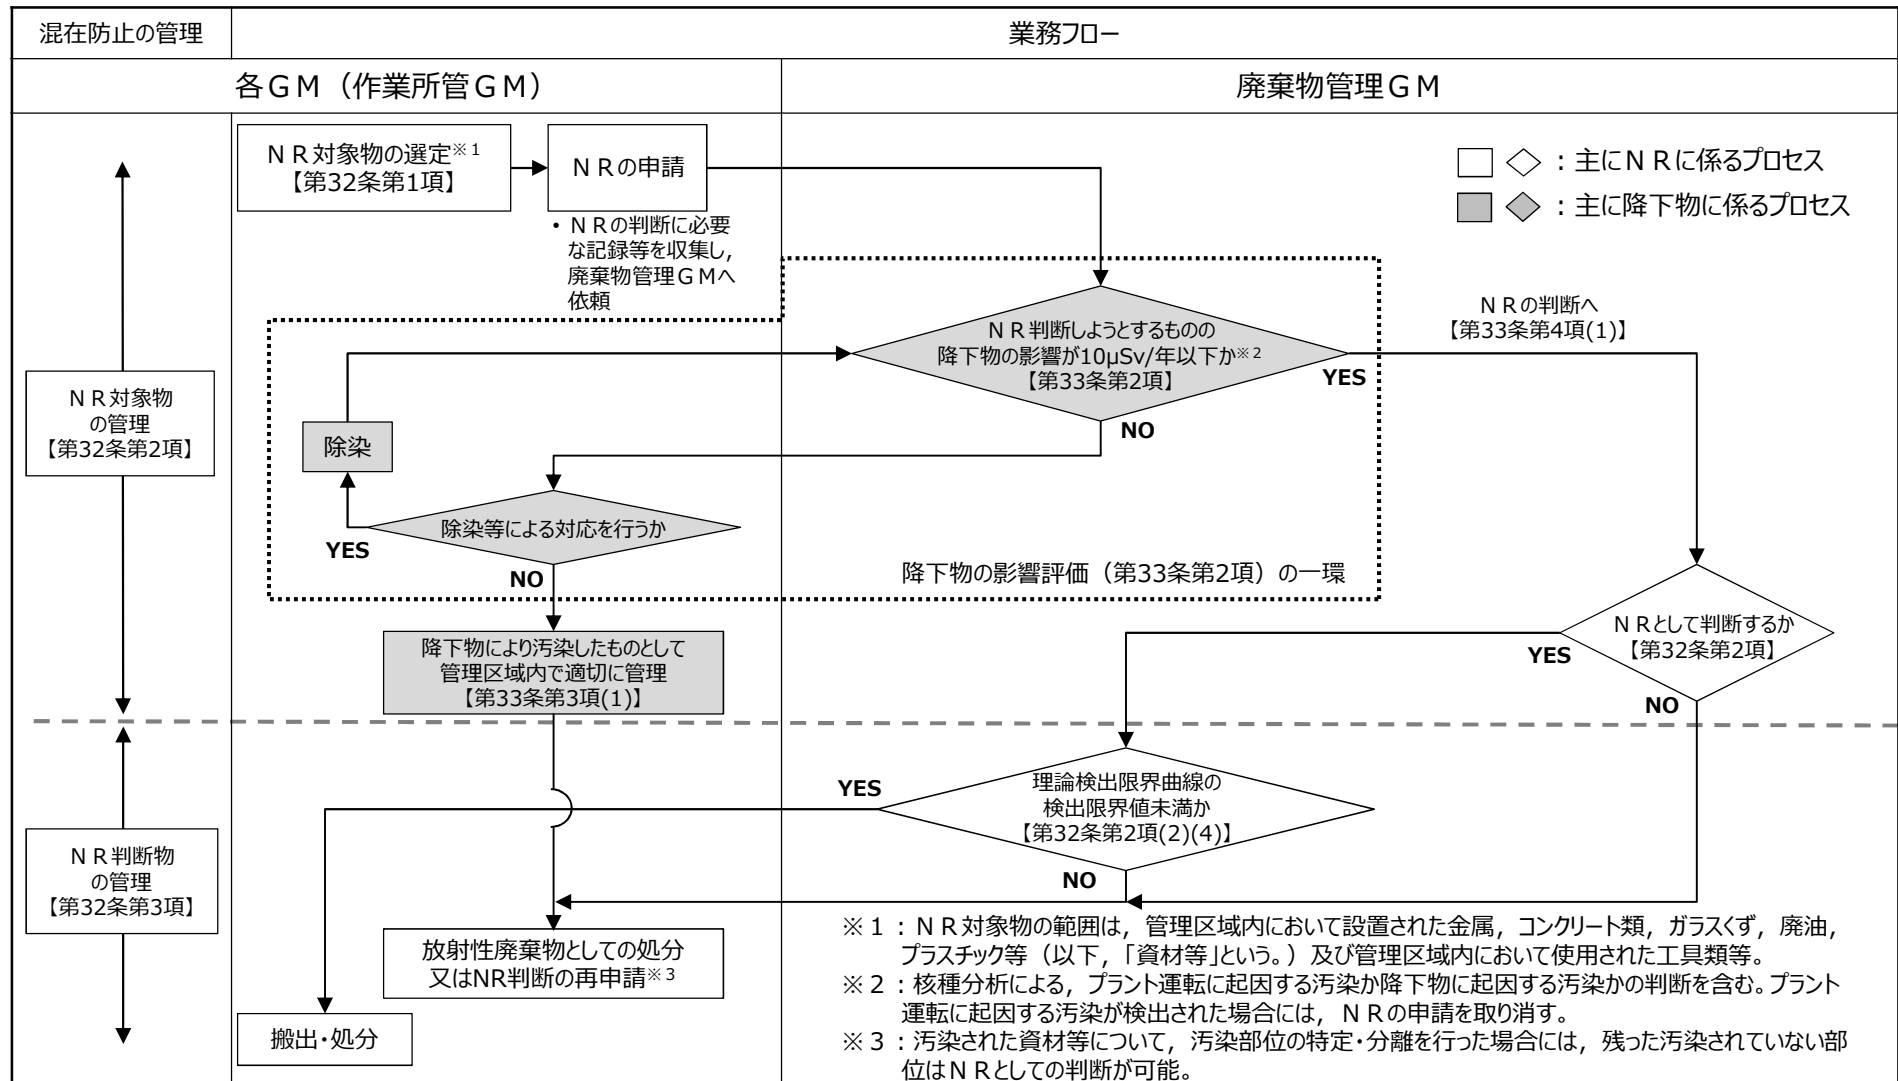 混在防止の管理
業務フロー
各GM（作業所管GM）
廃棄物管理GM
NR対象物の選定※1
【第32条第1項】
NRの申請
・NRの判断に必要
な記録等を収集し，
廃棄物管理GMへ
依頼
□ ◇ ：主にNRに係るプロセス
■ ◆ ：主に降下物に係るプロセス
NR判断しようとするものの
降下物の影響が10μSv/年以下か※2
【第33条第2項】
YES
NO
NRの判断へ
【第33条第4項(1)】
NR対象物
の管理
【第32条第2項】
除染
除染等による対応を行うか
YES
NO
降下物の影響評価（第33条第2項）の一環
NRとして判断するか
【第32条第2項】
YES
NO
降下物により汚染したものとして
管理区域内で適切に管理
【第33条第3項(1)】
理論検出限界曲線の
検出限界値未満か
【第32条第2項(2)(4)】
YES
NO
NR判断物
の管理
【第32条第3項】
放射性廃棄物としての処分
又はNR判断の再申請※3
搬出・処分
※1：NR対象物の範囲は，管理区域内において設置された金属，コンクリート類，ガラスくず，廃油，
プラスチック等（以下，「資材等」という。）及び管理区域内において使用された工具類等。
※2：核種分析による，プラント運転に起因する汚染か降下物に起因する汚染かの判断を含む。プラント
運転に起因する汚染が検出された場合には，NRの申請を取り消す。
※3：汚染された資材等について，汚染部位の特定・分離を行った場合には，残った汚染されていない部
位はNRとしての判断が可能。